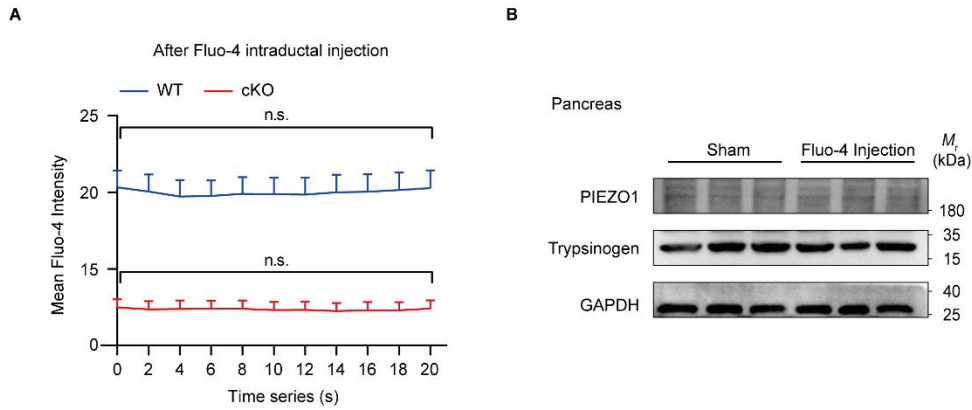 A
After Fluo-4 intraductal injection
WT cKO
25
n.s.
20
15
n.s.
0
Mean Fluo-4 Intensity
0 2 4 6 8 10 12 14 16 18 20
Time series (s)
B
Pancreas
Sham Fluo-4 Injection
Mr
(kDa)
PIEZO1
180
Trypsinogen
35
15
GAPDH
40
25